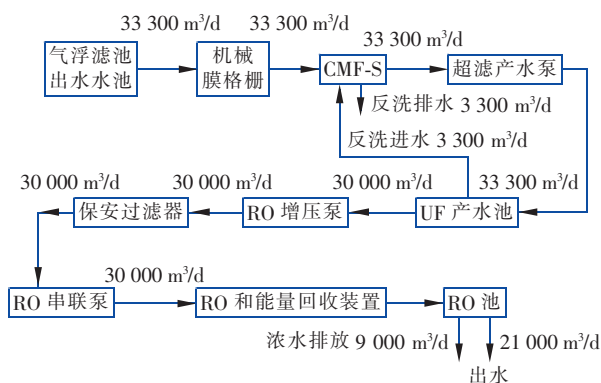 33 300 m³/d
33 300 m³/d
33 300 m³/d
气浮滤池
出水水池
机械
膜格栅
CMF-S
超滤产水泵
反洗排水 3 300 m³/d
反洗进水 3 300 m³/d
30 000 m³/d
30 000 m³/d
30 000 m³/d
33 300 m³/d
保安过滤器
RO 增压泵
UF 产水池
30 000 m³/d
RO 串联泵
RO 和能量回收装置
RO 池
浓水排放 9 000 m³/d
21 000 m³/d
出水